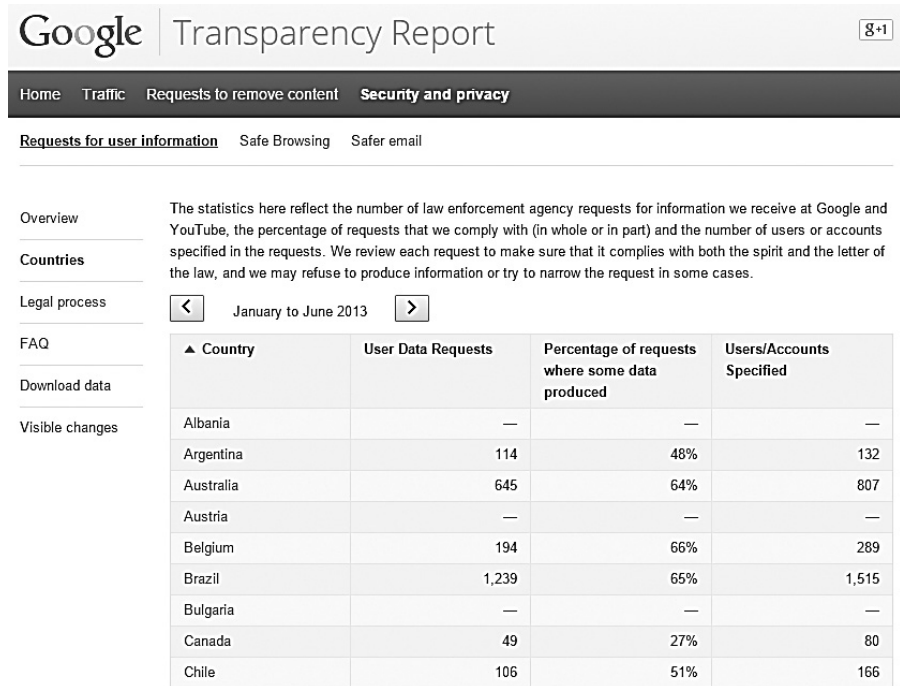 Google Transparency Report
g+1
Home Traffic Requests to remove content Security and privacy
Requests for user information Safe Browsing Safer email
Overview
Countries
Legal process
FAQ
Download data
Visible changes
The statistics here reflect the number of law enforcement agency requests for information we receive at Google and
YouTube, the percentage of requests that we comply with (in whole or in part) and the number of users or accounts
specified in the requests. We review each request to make sure that it complies with both the spirit and the letter of
the law, and we may refuse to produce information or try to narrow the request in some cases.
< January to June 2013 >
▲ Country User Data Requests Percentage of requests where some data produced Users/Accounts Specified
Albania — — —
Argentina 114 48% 132
Australia 645 64% 807
Austria — — —
Belgium 194 66% 289
Brazil 1,239 65% 1,515
Bulgaria — — —
Canada 49 27% 80
Chile 106 51% 166